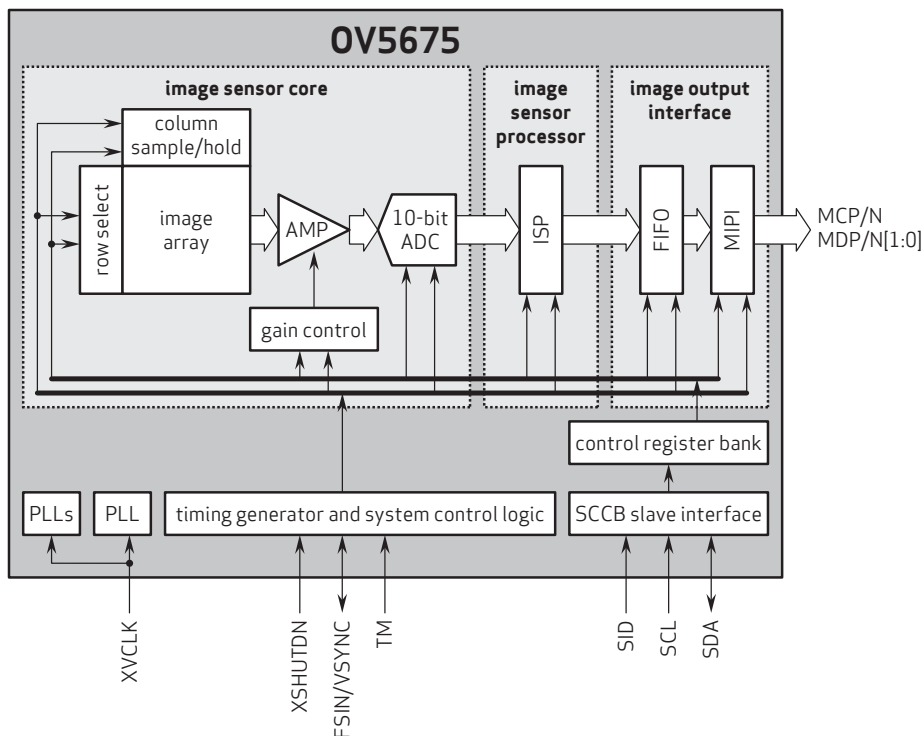 OV5675
image sensor core
image
sensor
processor
image output
interface
column
sample/hold
row select
image
array
AMP
10-bit
ADC
ISP
FIFO
MIPI
MCP/N
MDP/N[1:0]
gain control
control register bank
PLLs
PLL
timing generator and system control logic
SCCB slave interface
XVCLK
XSHUTDN
FSIN/VSYNC
TM
SID
SCL
SDA